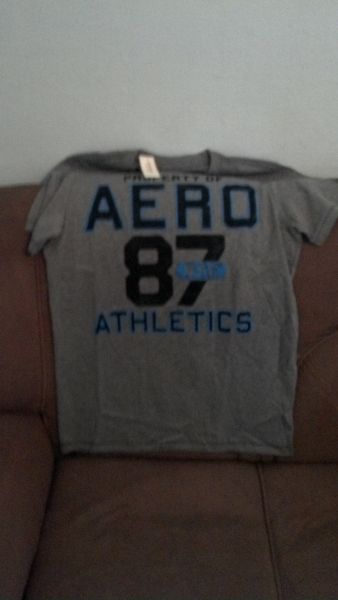 PROPERTY OF
AERO
87
ATHLETICS